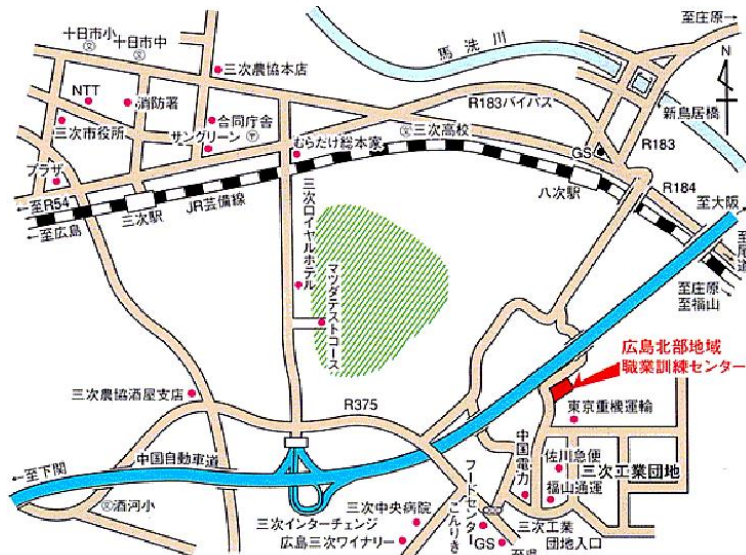 至庄原
十日市小
十日市中
馬洗川
N
三次農協本店
NTT
消防署
合同庁舎
R183バイパス
新鳥居橋
三次市役所
サングリーン
三次高校
むらたけ総本家
GS
R183
プラザ
R184
至R54
三次駅
JR芸備線
八次駅
至大阪
至広島
至尾道
三次ロイヤルホテル
至庄原
至福山
マツダテストコース
広島北部地域
職業訓練センター
三次農協酒屋支店
R375
東京重機運輸
中国電力
佐川急便
至下関
中国自動車道
三次工業団地
フードセンター
こんりき
福山通運
酒河小
三次中央病院
三次インターチェンジ
三次工業
団地入口
広島三次ワイナリー
GS